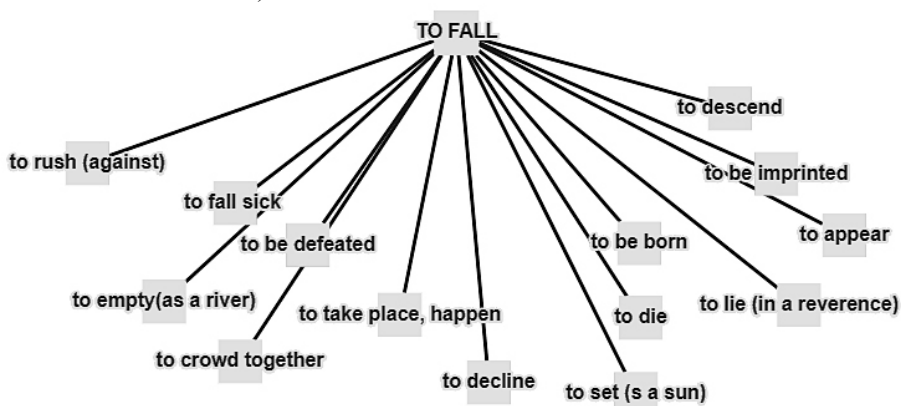 TO FALL
to descend
to rush (against)
to be imprinted
to fall sick
to appear
to be defeated
to be born
to empty(as a river)
to lie (in a reverence)
to take place, happen
to die
to crowd together
to decline
to set (s a sun)